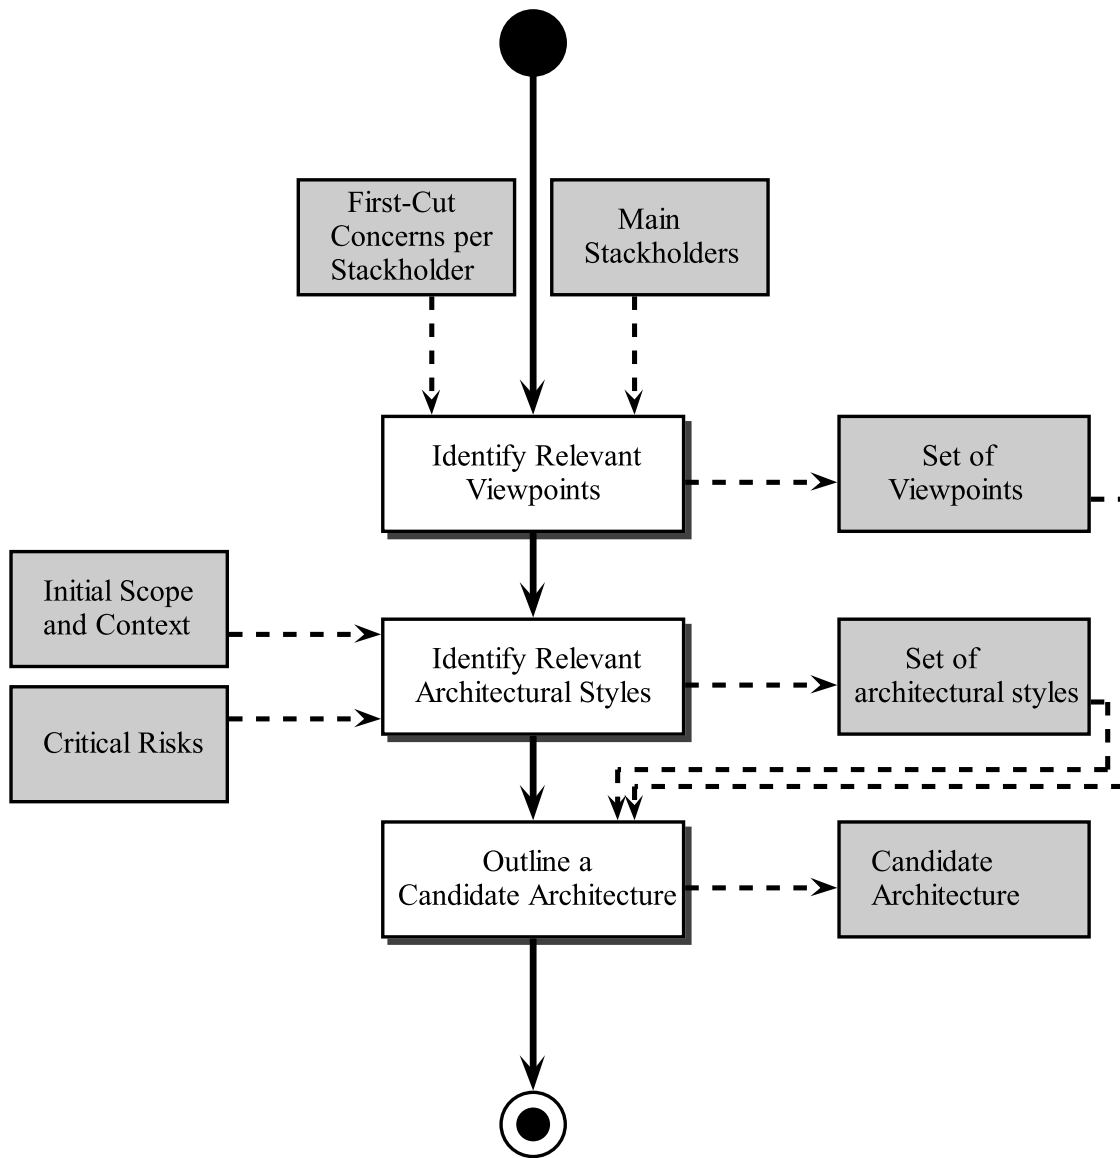 First-Cut
Concerns per
Stackholder
Main
Stackholders
Identify Relevant
Viewpoints
Set of
Viewpoints
Initial Scope
and Context
Identify Relevant
Architectural Styles
Set of
architectural styles
Critical Risks
Outline a
Candidate Architecture
Candidate
Architecture